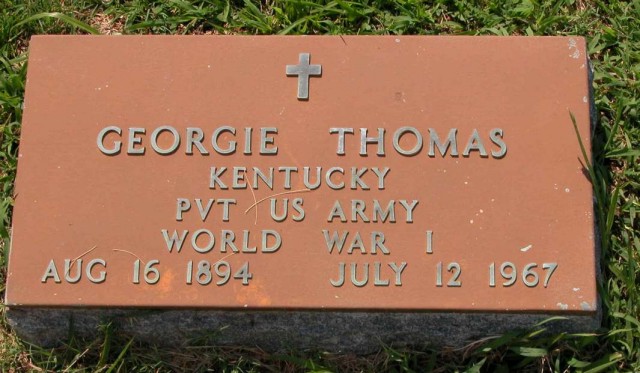 GEORGIE THOMAS
KENTUCKY
PVT US ARMY
WORLD WAR I
AUG 16 1894 JULY 12 1967